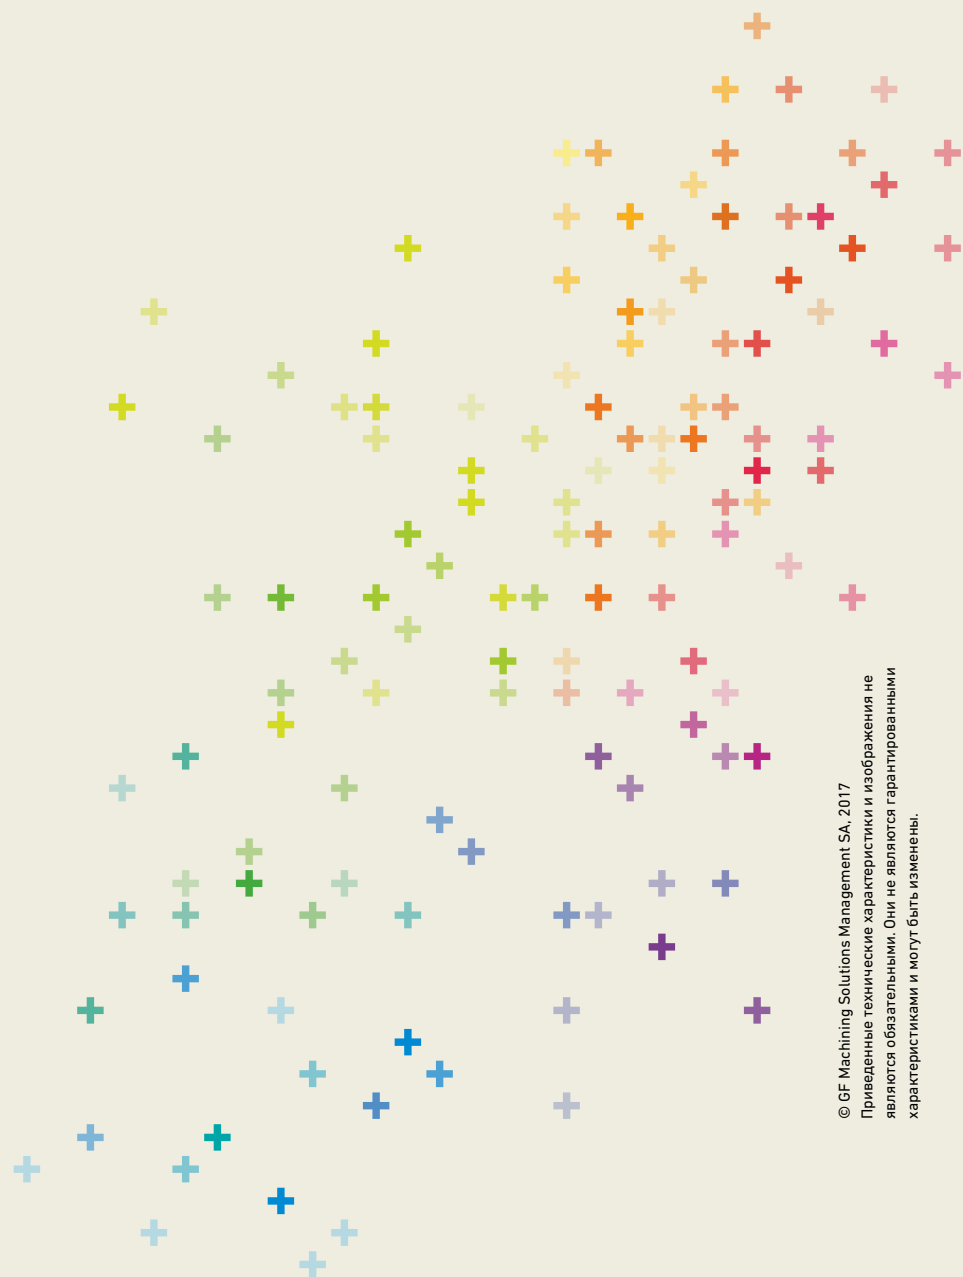 © GF Machining Solutions Management SA, 2017
Приведенные технические характеристики и изображения не
являются обязательными. Они не являются гарантированными
характеристиками и могут быть изменены.